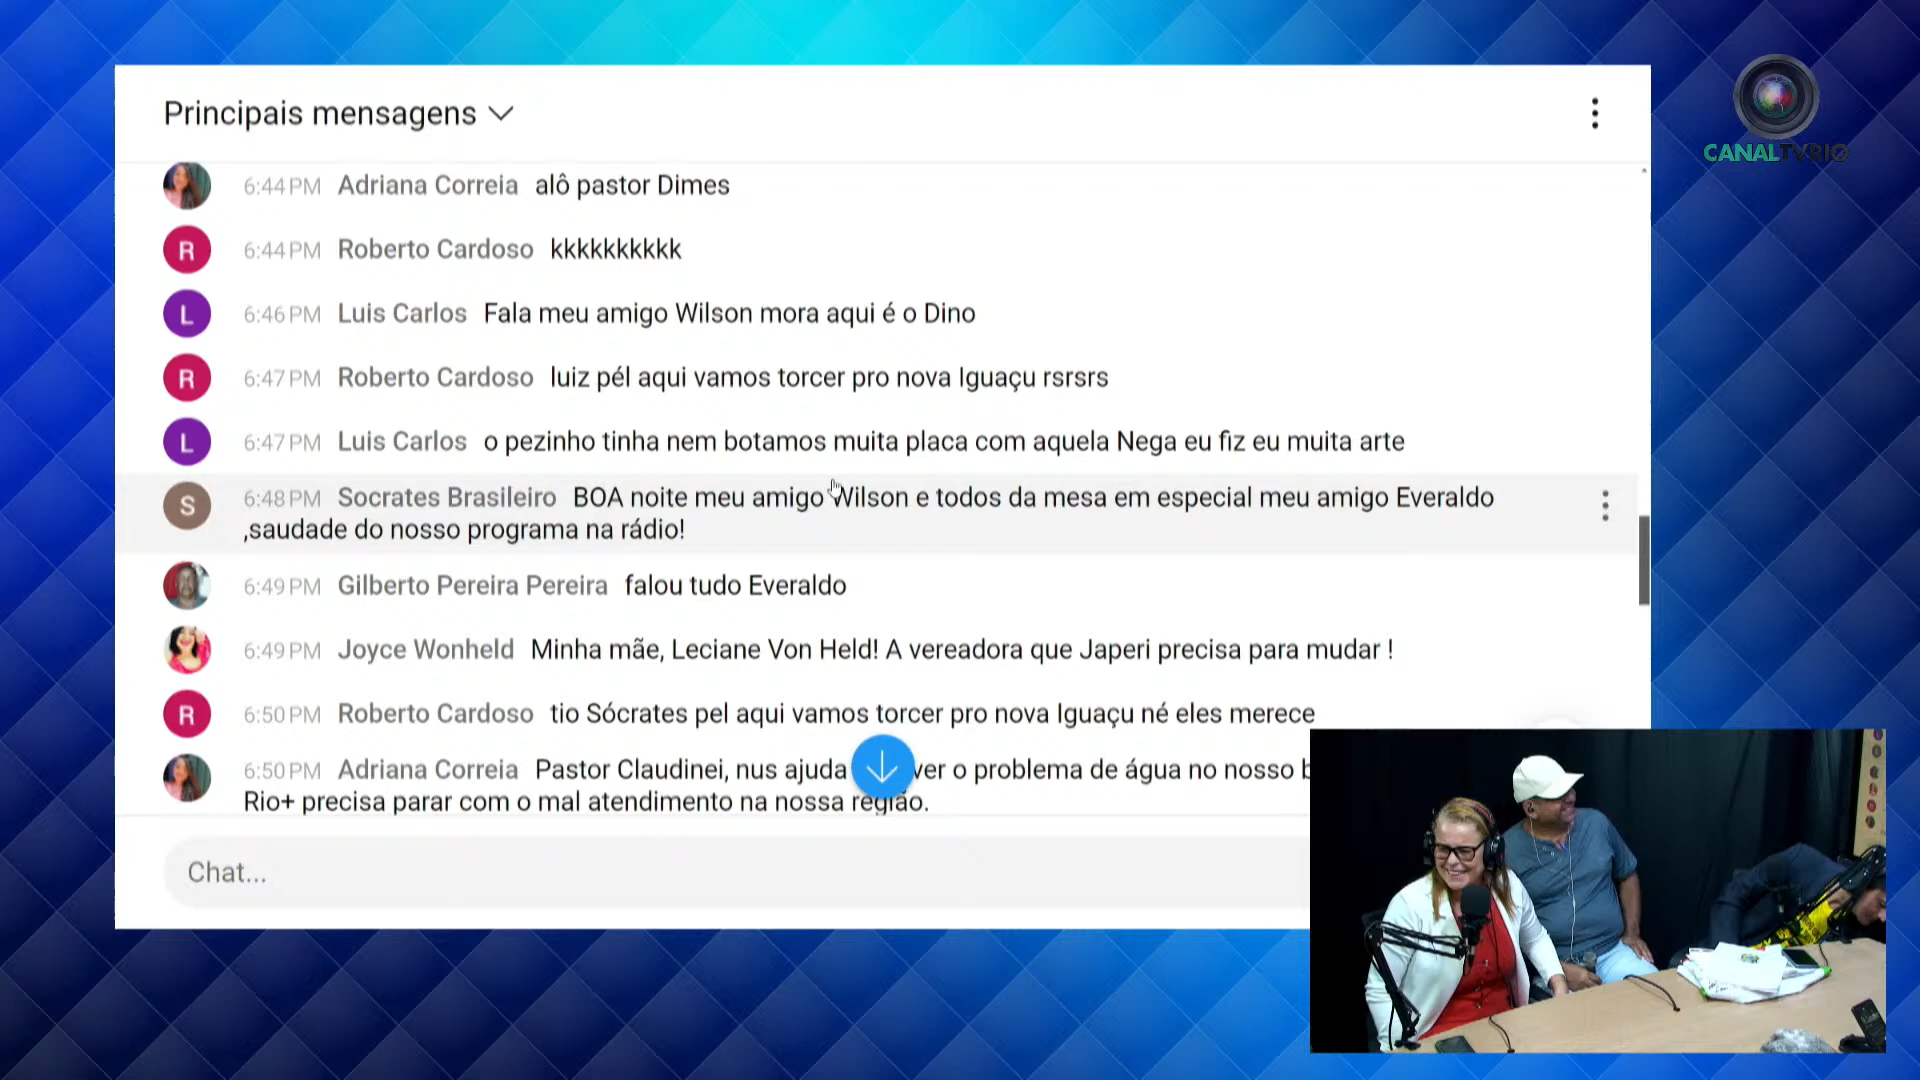 Principais mensagens
CANALTVRIO
6:44 PM Adriana Correia alô pastor Dimes
R 6:44 PM Roberto Cardoso kkkkkkkkkk
L 6:46 PM Luis Carlos Fala meu amigo Wilson mora aqui é o Dino
R 6:47 PM Roberto Cardoso luiz pél aqui vamos torcer pro nova Iguaçu rsrsrs
L 6:47 PM Luis Carlos o pezinho tinha nem botamos muita placa com aquela Nega eu fiz eu muita arte
S 6:48 PM Socrates Brasileiro BOA noite meu amigo Wilson e todos da mesa em especial meu amigo Everaldo
,saudade do nosso programa na rádio!
6:49 PM Gilberto Pereira Pereira falou tudo Everaldo
6:49 PM Joyce Wonheld Minha mãe, Leciane Von Held! A vereadora que Japeri precisa para mudar !
R 6:50 PM Roberto Cardoso tio Sócrates pel aqui vamos torcer pro nova Iguaçu né eles merece
6:50 PM Adriana Correia Pastor Claudinei, nus ajuda o problema de água no nosso
Rio+ precisa parar com o mal atendimento na nossa região.
Chat...